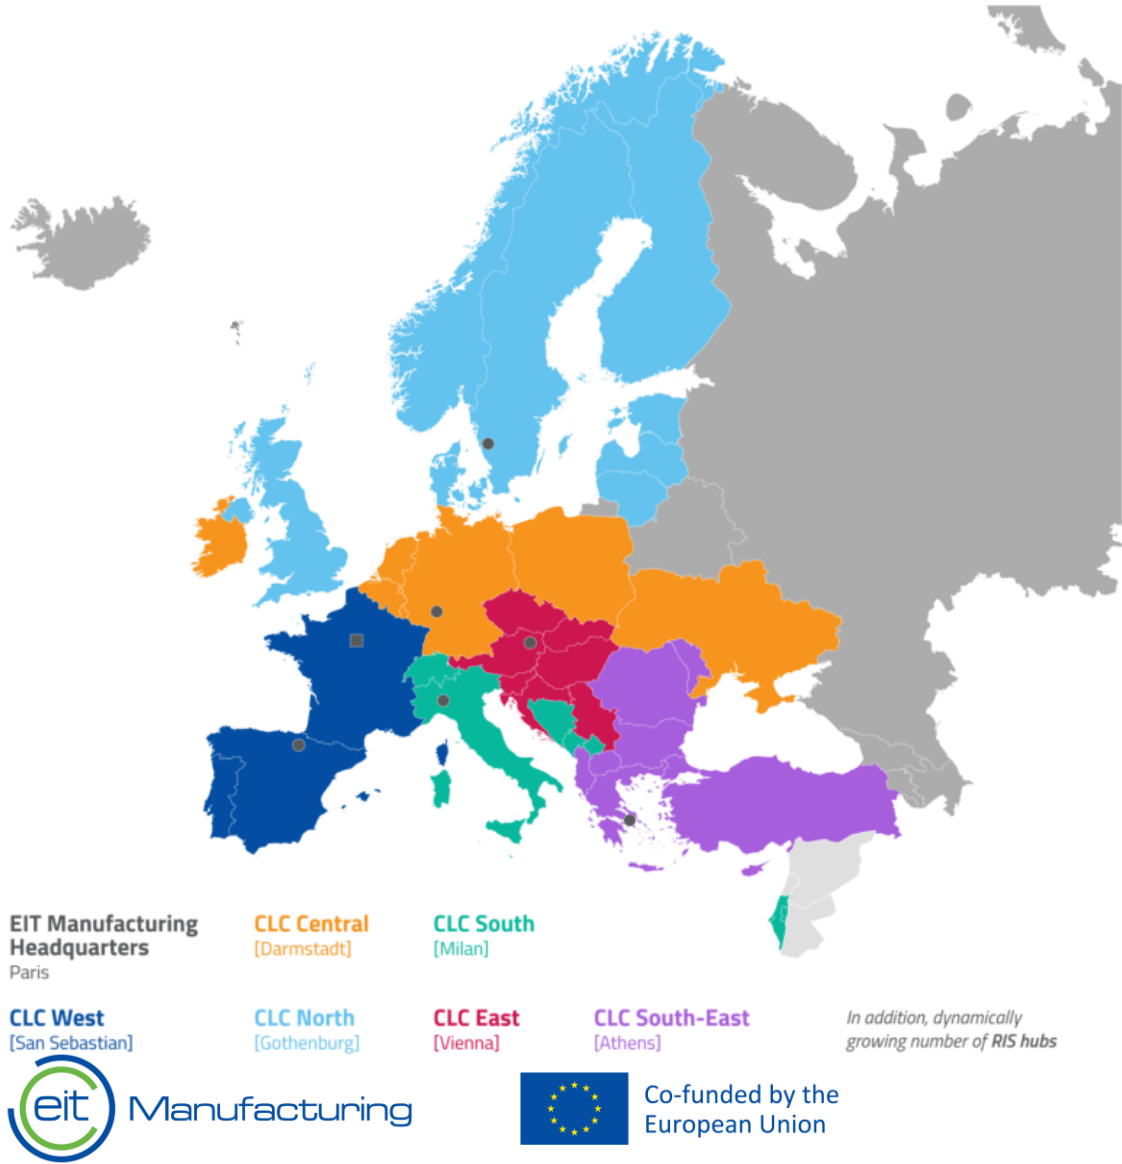 EIT Manufacturing
Headquarters
Paris
CLC Central
[Darmstadt]
CLC South
[Milan]
CLC West
[San Sebastian]
CLC North
[Gothenburg]
CLC East
[Vienna]
CLC South-East
[Athens]
In addition, dynamically
growing number of RIS hubs
eit Manufacturing
Co-funded by the
European Union